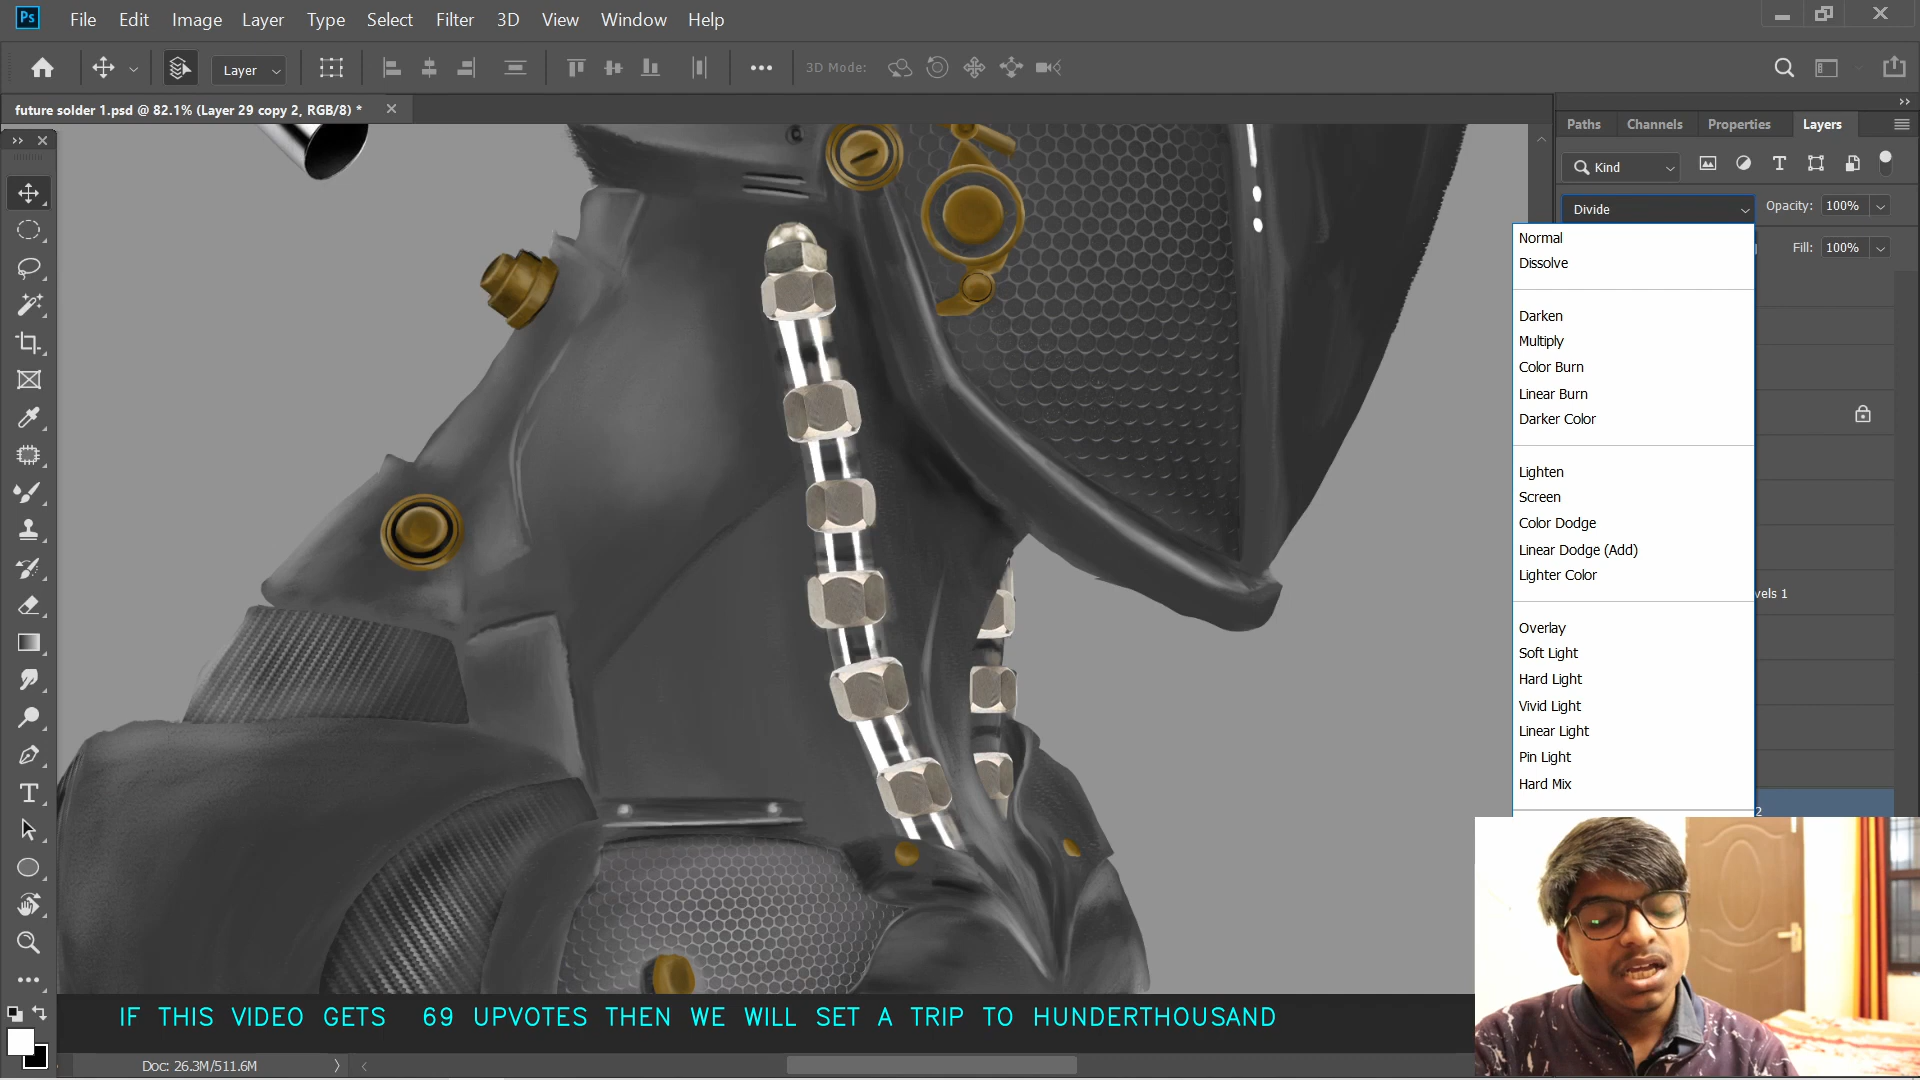 Ps File Edit Image Layer Type Select Filter 3D View Window Help
Layer 3D Mode:
future solder 1.psd @ 82.1% (Layer 29 copy 2, RGB/8) *
Paths Channels Properties Layers
Kind
Divide Opacity: 100%
Fill: 100%
Normal
Dissolve
Darken
Multiply
Color Burn
Linear Burn
Darker Color
Lighten
Screen
Color Dodge
Linear Dodge (Add)
Lighter Color
vels 1
Overlay
Soft Light
Hard Light
Vivid Light
Linear Light
Pin Light
Hard Mix
2
IF THIS VIDEO GETS 69 UPVOTES THEN WE WILL SET A TRIP TO HUNDERTHOUSAND
Doc: 26.3M/511.6M